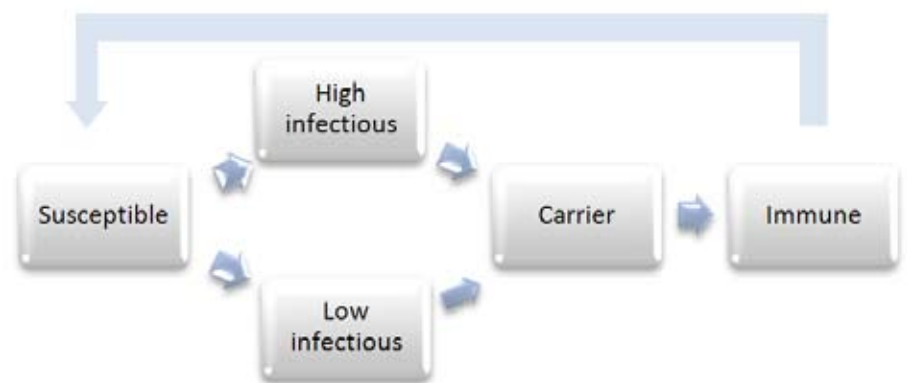 High
infectious
Susceptible
Carrier
Immune
Low
infectious